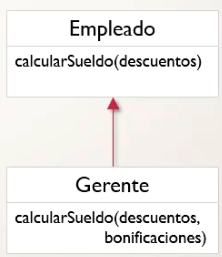 Empleado
calcularSueldo(descuentos)
Gerente
calcularSueldo(descuentos,
bonificaciones)